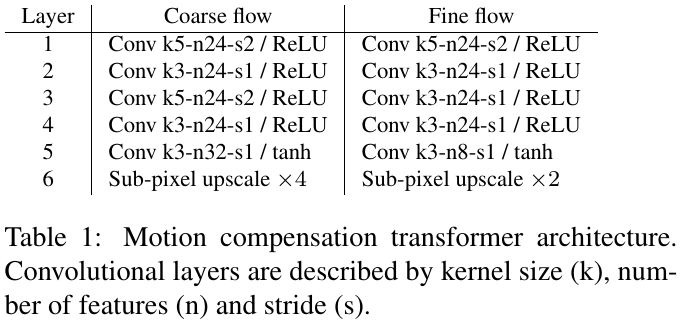 Layer Coarse flow Fine flow
1 Conv k5-n24-s2 / ReLU Conv k5-n24-s2 / ReLU
2 Conv k3-n24-s1 / ReLU Conv k3-n24-s1 / ReLU
3 Conv k5-n24-s2 / ReLU Conv k3-n24-s1 / ReLU
4 Conv k3-n24-s1 / ReLU Conv k3-n24-s1 / ReLU
5 Conv k3-n32-s1 / tanh Conv k3-n8-s1 / tanh
6 Sub-pixel upscale ×4 Sub-pixel upscale ×2
Table 1: Motion compensation transformer architecture.
Convolutional layers are described by kernel size (k), num-
ber of features (n) and stride (s).